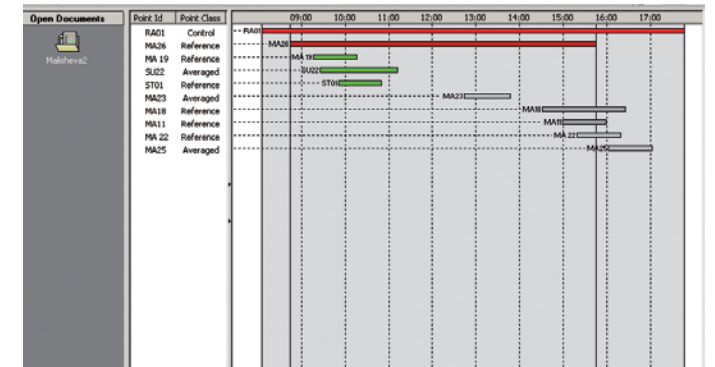 Open Documents Point Id Point Class 09:00 10:00 11:00 12:00 13:00 14:00 15:00 16:00 17:00
Malisheva2
RA01 Control RA01
MA26 Reference MA26
MA 19 Reference MA 19
SU22 Averaged SU22
ST01 Reference ST01
MA23 Averaged MA23
MA18 Reference MA18
MA11 Reference MA11
MA 22 Reference MA 22
MA25 Averaged MA25